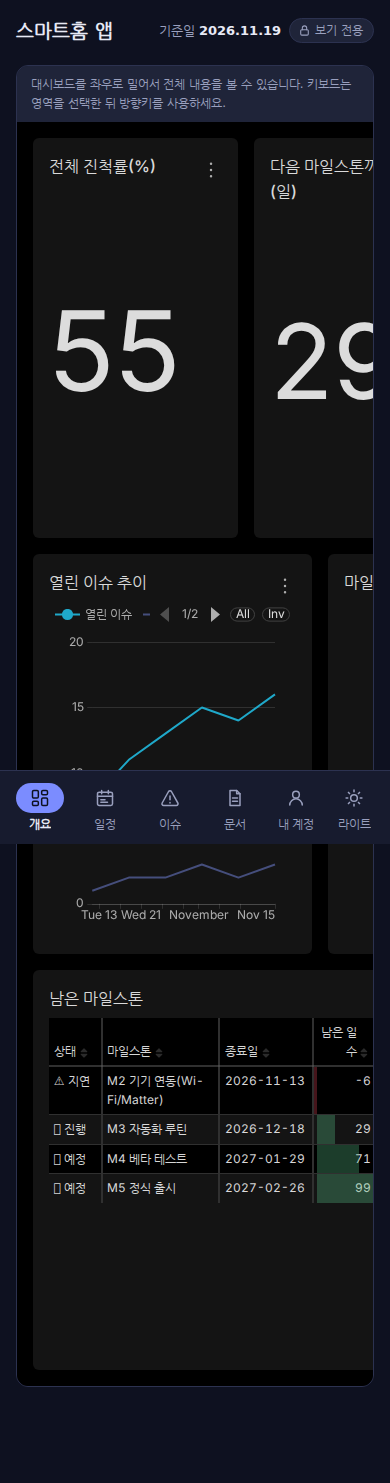 스마트홈 앱
기준일 2026.11.19
보기 전용
대시보드를 좌우로 밀어서 전체 내용을 볼 수 있습니다. 키보드는
영역을 선택한 뒤 방향키를 사용하세요.
전체 진척률(%)
55
다음 마일스톤까
(일)
29
열린 이슈 추이
열린 이슈
1/2
All
Inv
20
15
0
Tue 13 Wed 21 November Nov 15
마일
개요
일정
이슈
문서
내 계정
라이트
남은 마일스톤
상태 마일스톤 종료일 남은 일
수
⚠ 지연 M2 기기 연동(Wi-
Fi/Matter) 2026-11-13 -6
진행 M3 자동화 루틴 2026-12-18 29
예정 M4 베타 테스트 2027-01-29 71
예정 M5 정식 출시 2027-02-26 99